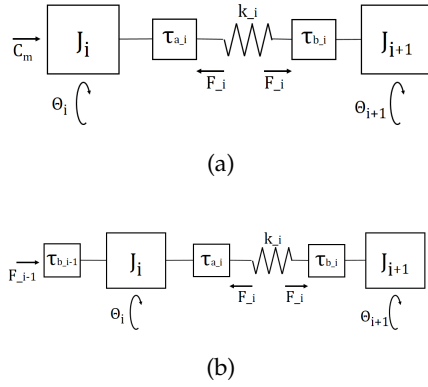 k_i
C_m J_i τ_a_i τ_b_i J_i+1
F_i F_i
Θ_i Θ_i+1
(a)
k_i
F_i-1 τ_b_i-1 J_i τ_a_i τ_b_i J_i+1
F_i F_i
Θ_i Θ_i+1
(b)